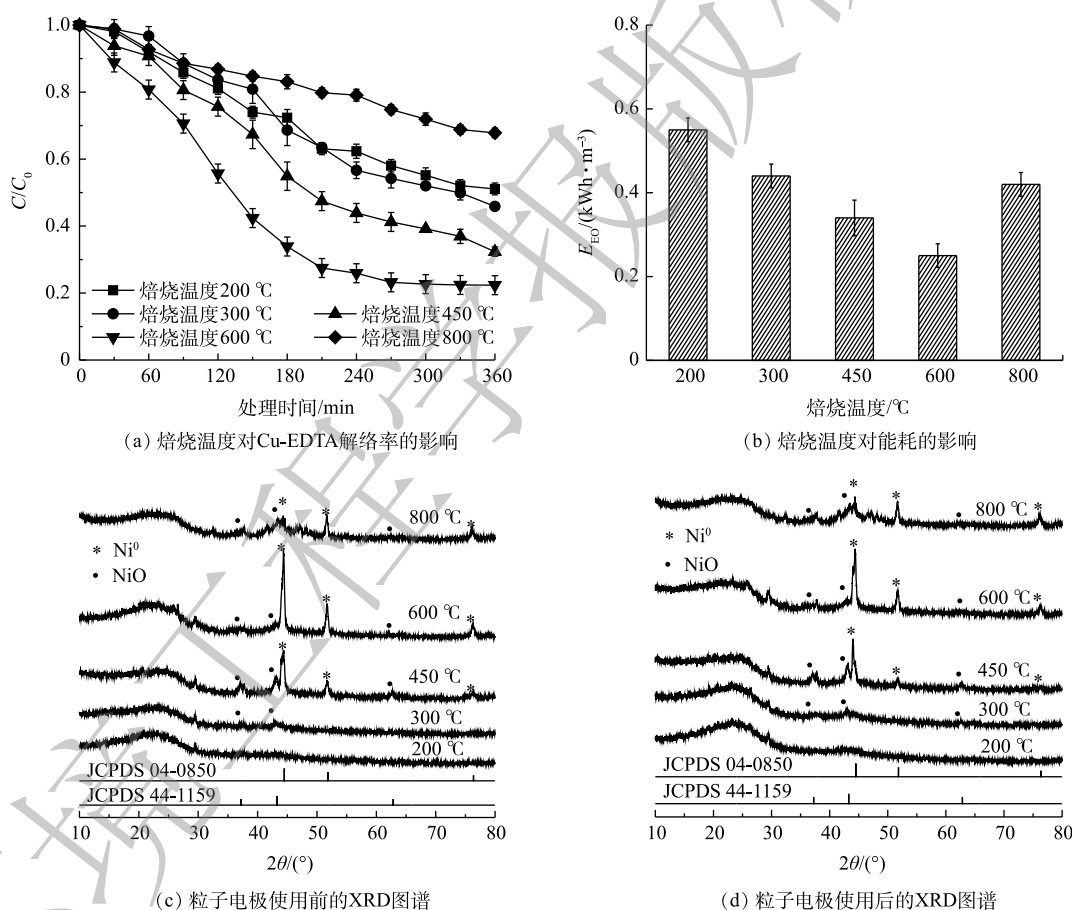 1.0
0.8
0.6
0.4
0.2
0
C/C₀
焙烧温度200 ℃
焙烧温度300 ℃
焙烧温度450 ℃
焙烧温度600 ℃
焙烧温度800 ℃
0 60 120 180 240 300 360
处理时间/min
(a) 焙烧温度对Cu-EDTA解络率的影响
0.8
0.6
0.4
0.2
0
E_EO/(kWh·m⁻³)
200 300 450 600 800
焙烧温度/℃
(b) 焙烧温度对能耗的影响
800 ℃
* Ni⁰
• NiO
600 ℃
450 ℃
300 ℃
200 ℃
JCPDS 04-0850
JCPDS 44-1159
10 20 30 40 50 60 70 80
2θ/(°)
(c) 粒子电极使用前的XRD图谱
800 ℃
* Ni⁰
• NiO
600 ℃
450 ℃
300 ℃
200 ℃
JCPDS 04-0850
JCPDS 44-1159
10 20 30 40 50 60 70 80
2θ/(°)
(d) 粒子电极使用后的XRD图谱
境工程学报版